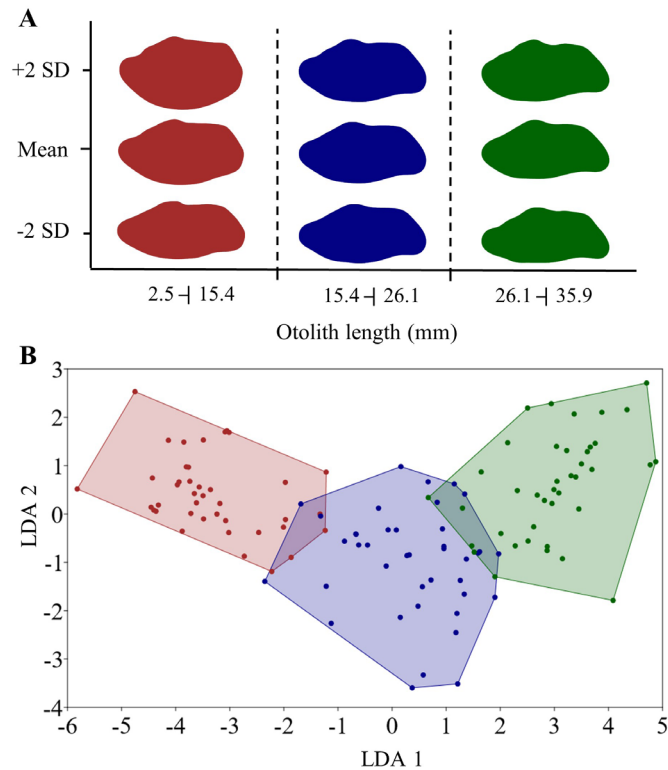 A
+2 SD
Mean
-2 SD
2.5 ⊣ 15.4 15.4 ⊣ 26.1 26.1 ⊣ 35.9
Otolith length (mm)
B
3
2
1
0
-1
-2
-3
-4
LDA 2
-6 -5 -4 -3 -2 -1 0 1 2 3 4 5
LDA 1